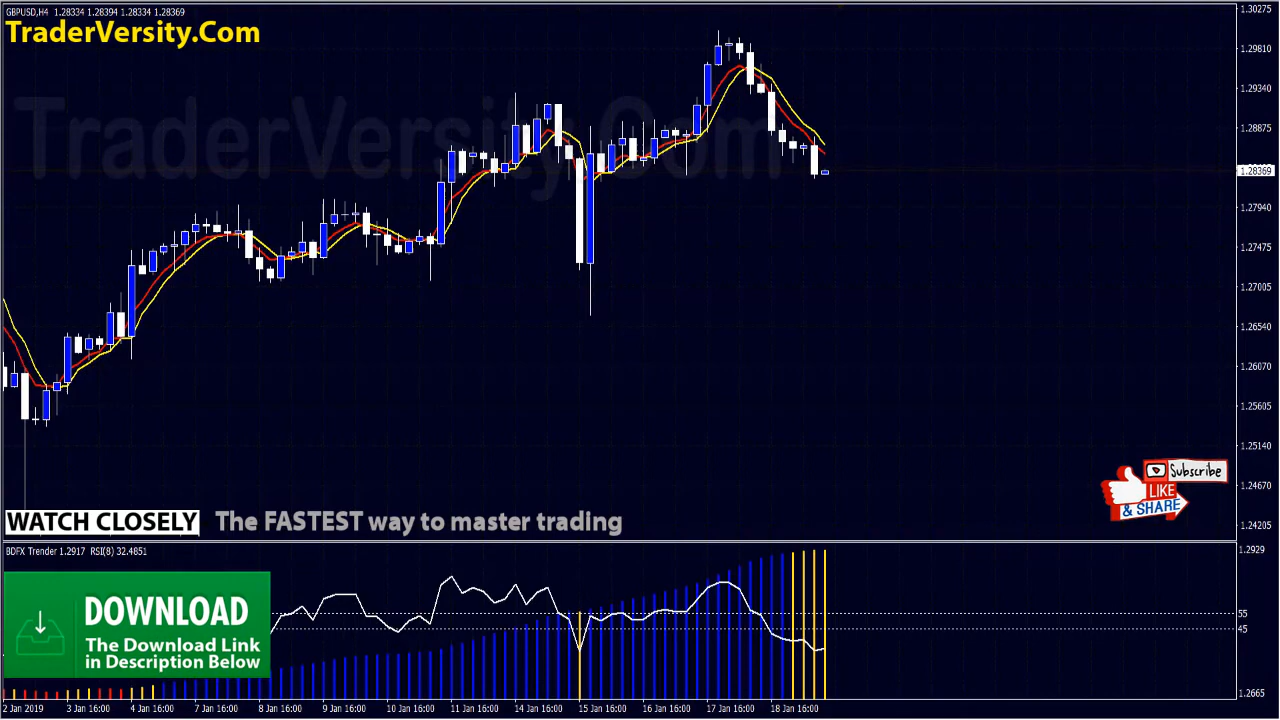 GBPUSD,H4 1.28334 1.28394 1.28334 1.28369
TraderVersity.Com
TraderVersity.Com
1.30275
1.29810
1.29340
1.28875
1.28369
1.27940
1.27475
1.27005
1.26540
1.26070
1.25605
1.25140
1.24670
1.24205
Subscribe
LIKE
& SHARE
WATCH CLOSELY The FASTEST way to master trading
BDFX Trender 1.2917 RSI(8) 32.4851
1.2929
55
45
1.2665
DOWNLOAD
The Download Link
in Description Below
2 Jan 2019 3 Jan 16:00 4 Jan 16:00 7 Jan 16:00 8 Jan 16:00 9 Jan 16:00 10 Jan 16:00 11 Jan 16:00 14 Jan 16:00 15 Jan 16:00 16 Jan 16:00 17 Jan 16:00 18 Jan 16:00